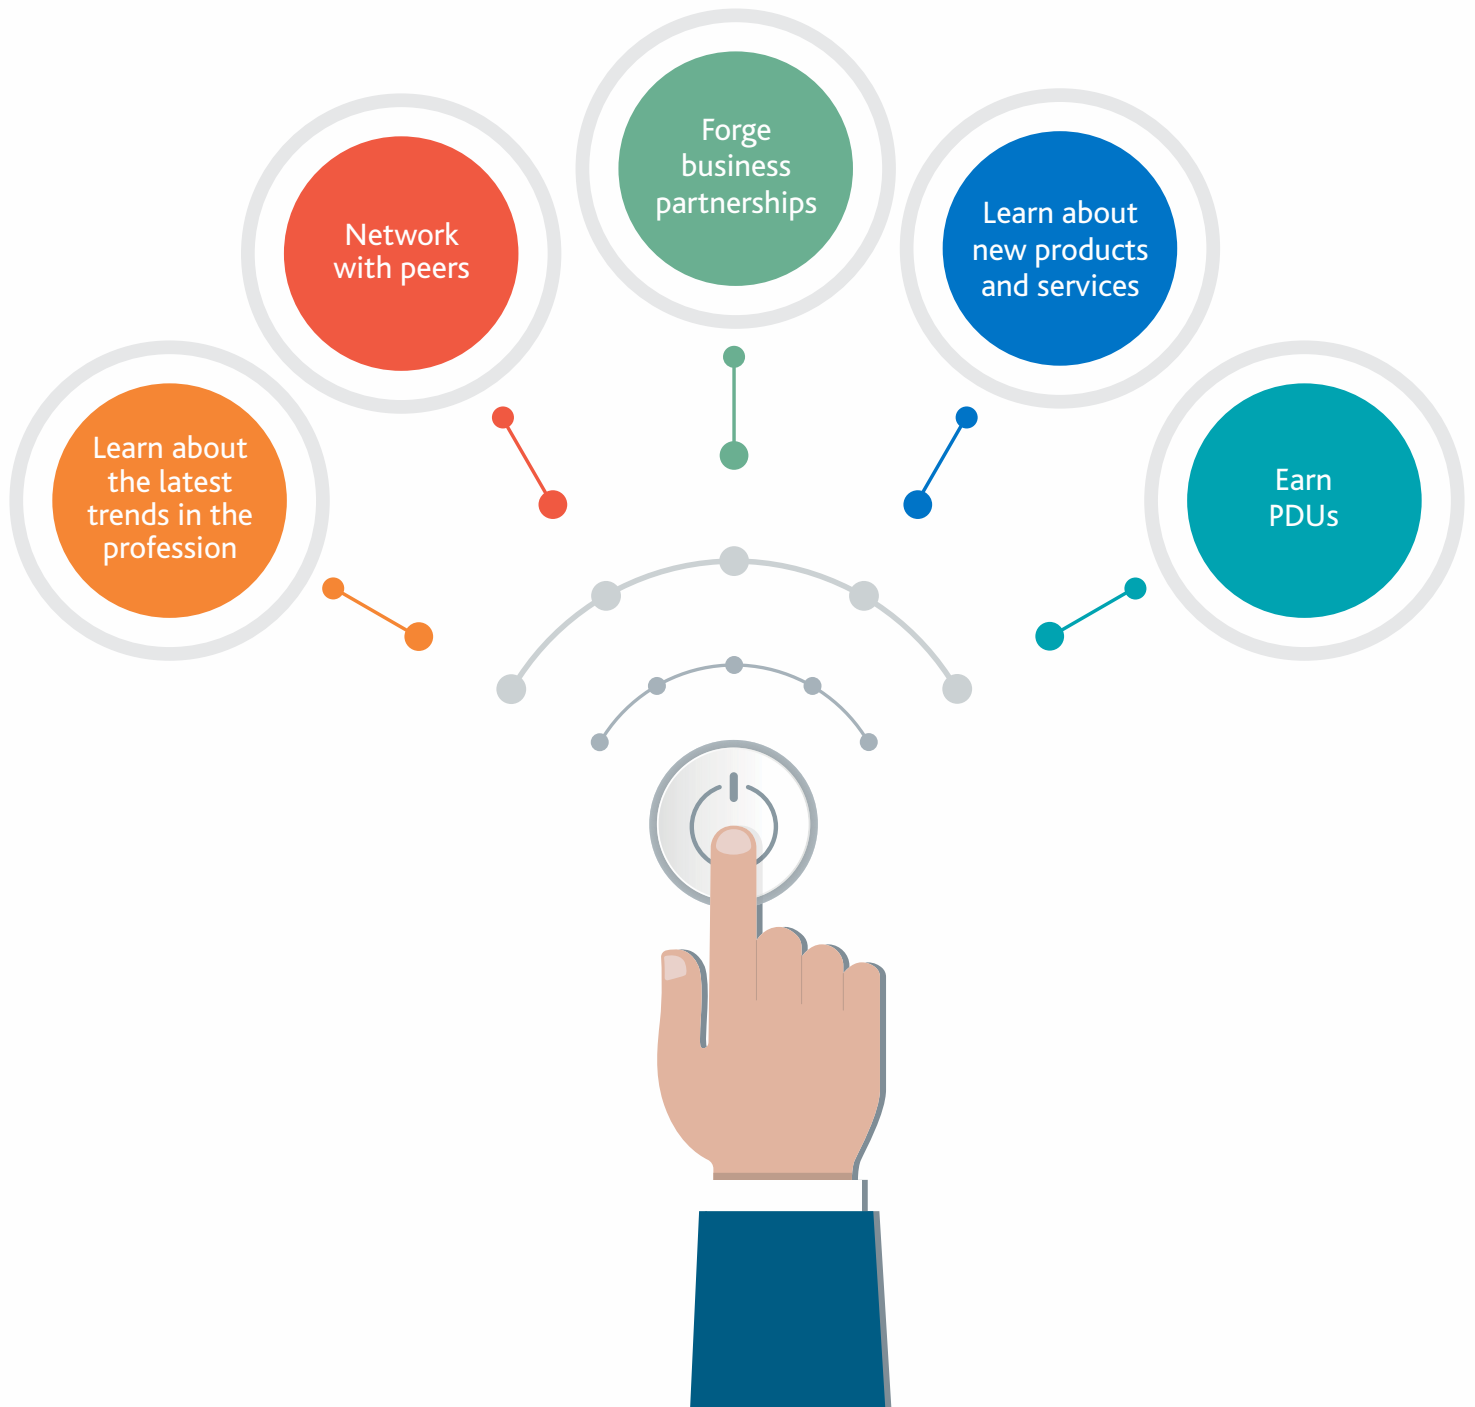 Learn about
the latest
trends in the
profession
Network
with peers
Forge
business
partnerships
Learn about
new products
and services
Earn
PDUs